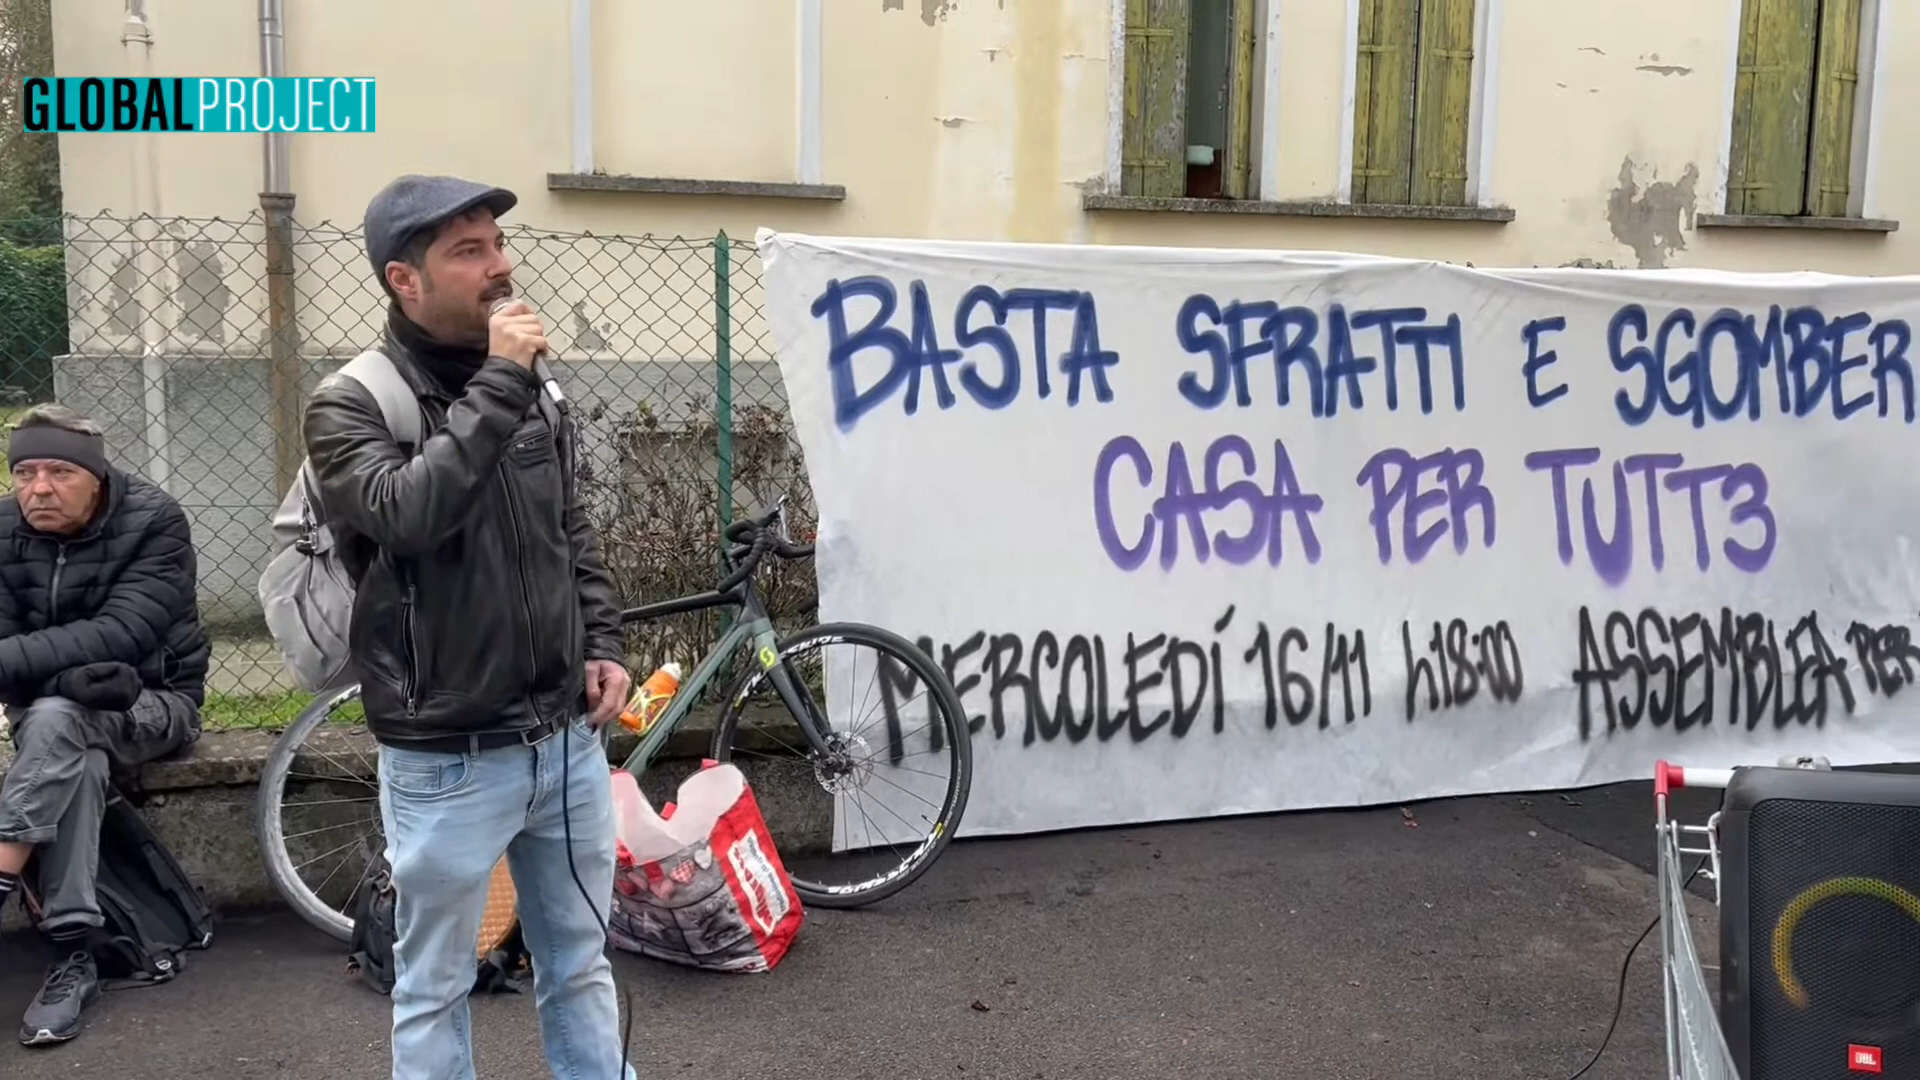 GLOBALPROJECT
BASTA SFRATTI E SGOMBER
CASA PER TUTT3
MERCOLEDÍ 16/11 h18:00 ASSEMBLEA PER
JBL